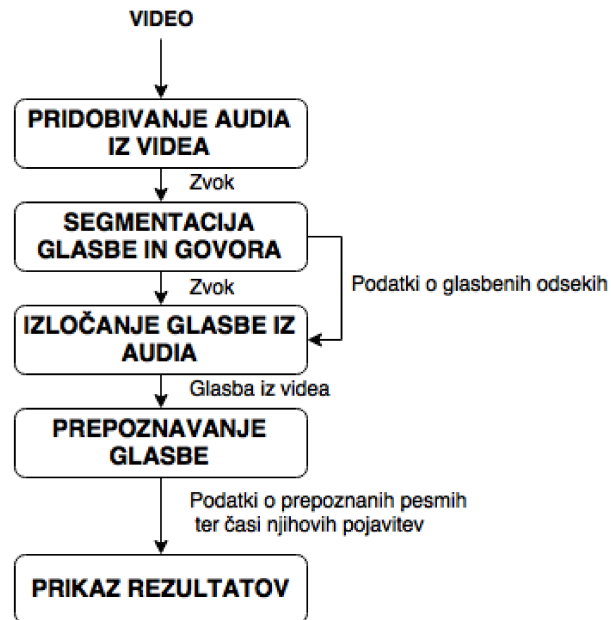 VIDEO
PRIDOBIVANJE AUDIA
IZ VIDEA
Zvok
SEGMENTACIJA
GLASBE IN GOVORA
Podatki o glasbenih odsekih
Zvok
IZLOČANJE GLASBE IZ
AUDIA
Glasba iz videa
PREPOZNAVANJE
GLASBE
Podatki o prepoznanih pesmih
ter časi njihovih pojavitev
PRIKAZ REZULTATOV